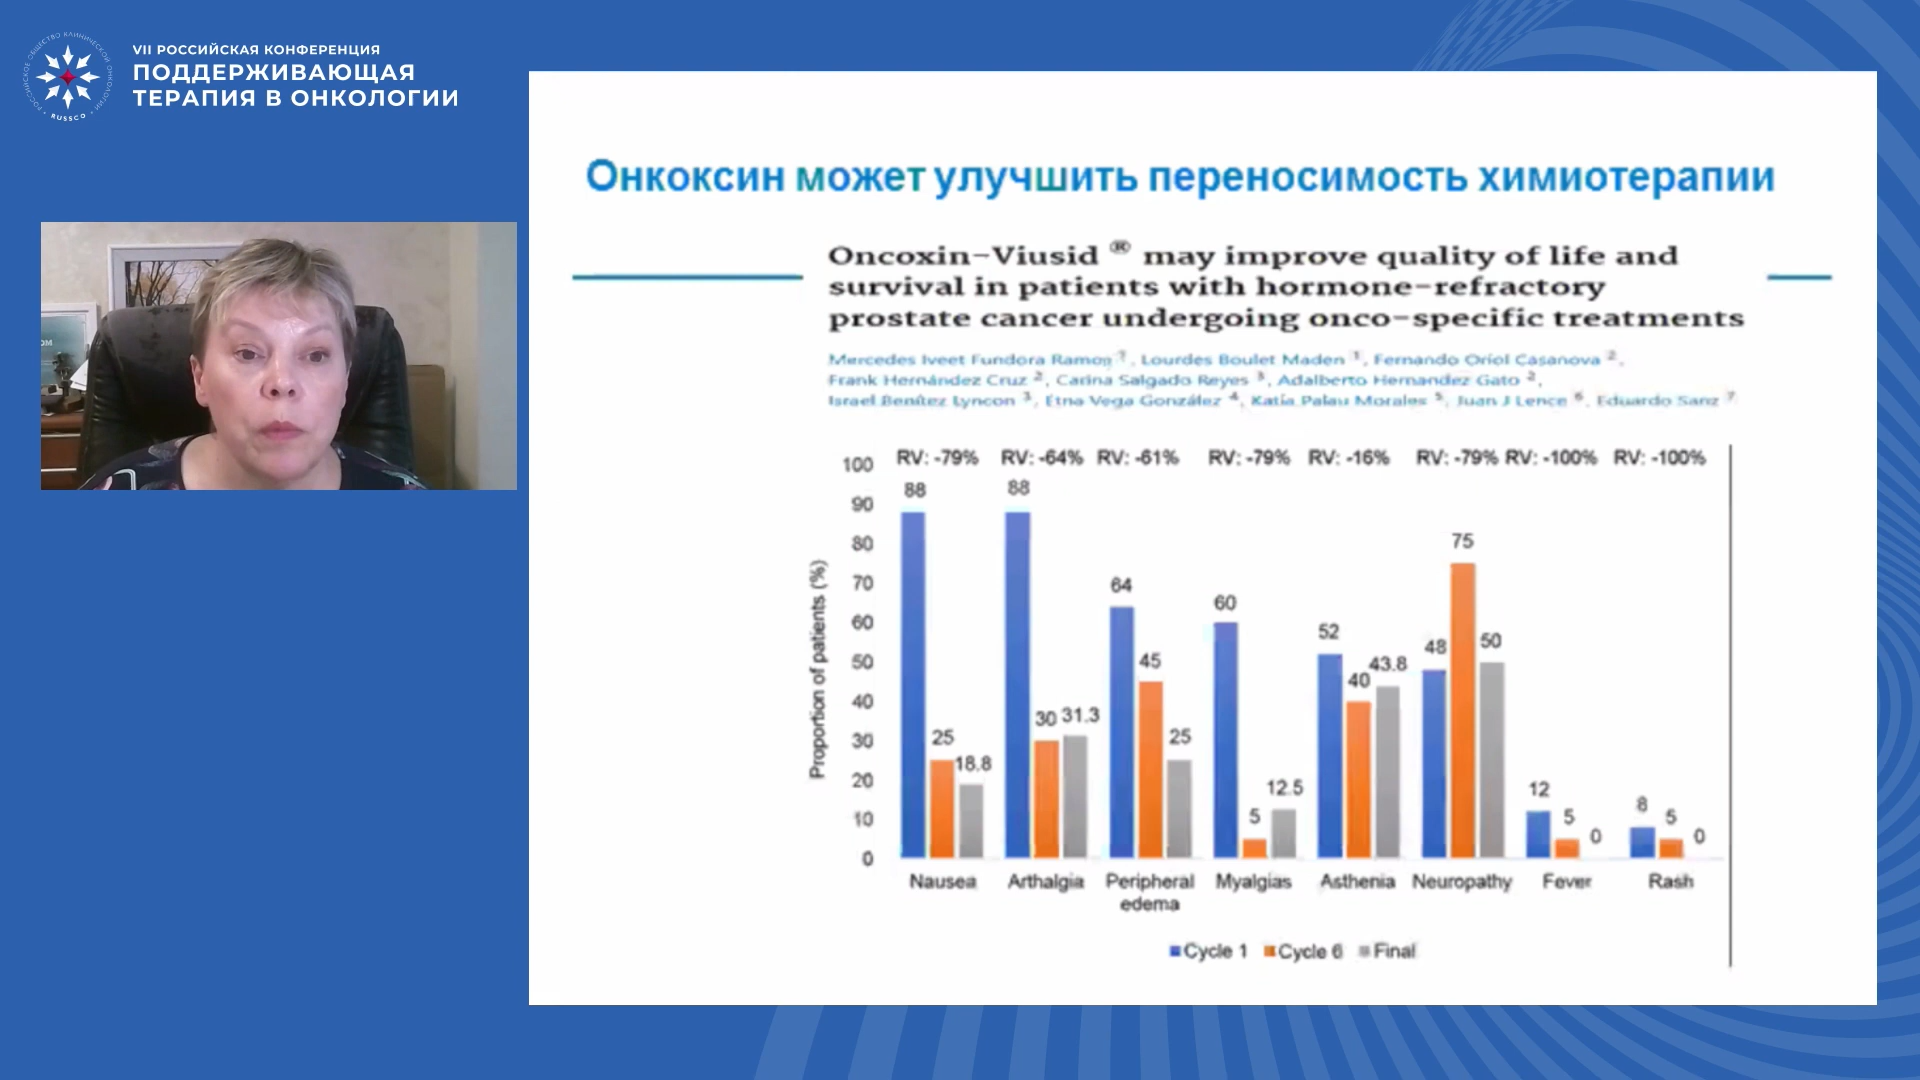 VII РОССИЙСКАЯ КОНФЕРЕНЦИЯ
ПОДДЕРЖИВАЮЩАЯ
ТЕРАПИЯ В ОНКОЛОГИИ
РОССИЙСКОЕ ОБЩЕСТВО КЛИНИЧЕСКОЙ ОНКОЛОГИИ
RUSSCO
Онкоксин может улучшить переносимость химиотерапии
Oncoxin-Viusid ® may improve quality of life and
survival in patients with hormone-refractory
prostate cancer undergoing onco-specific treatments
Mercedes Iveet Fundora Ramos 1, Lourdes Boulet Maden 1, Fernando Oriol Casanova 2,
Frank Hernández Cruz 2, Carina Salgado Reyes 3, Adalberto Hernandez Gato 2,
Israel Benítez Lyncon 3, Etna Vega González 4, Katia Palau Morales 5, Juan J Lence 6, Eduardo Sanz 7
RV: -79% RV: -64% RV: -61% RV: -79% RV: -16% RV: -79% RV: -100% RV: -100%
Proportion of patients (%)
100
90
80
70
60
50
40
30
20
10
0
88 25 18.8
88 30 31.3
64 45 25
60 5 12.5
52 40 43.8
48 75 50
12 5 0
8 5 0
Nausea Arthalgia Peripheral edema Myalgias Asthenia Neuropathy Fever Rash
Cycle 1 Cycle 6 Final